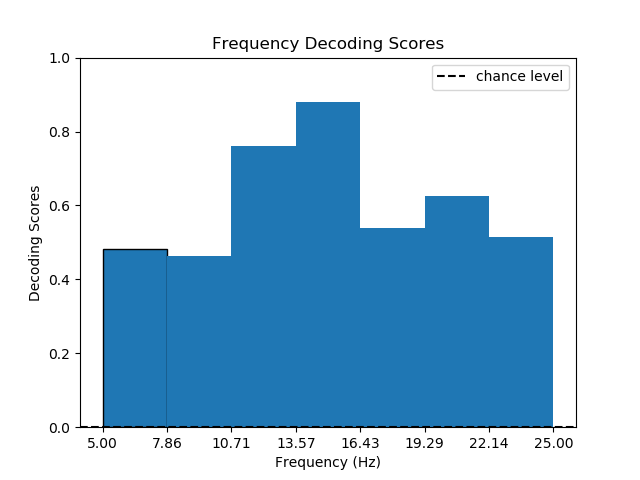 Frequency Decoding Scores
chance level
Decoding Scores
1.0
0.8
0.6
0.4
0.2
0.0
5.00 7.86 10.71 13.57 16.43 19.29 22.14 25.00
Frequency (Hz)